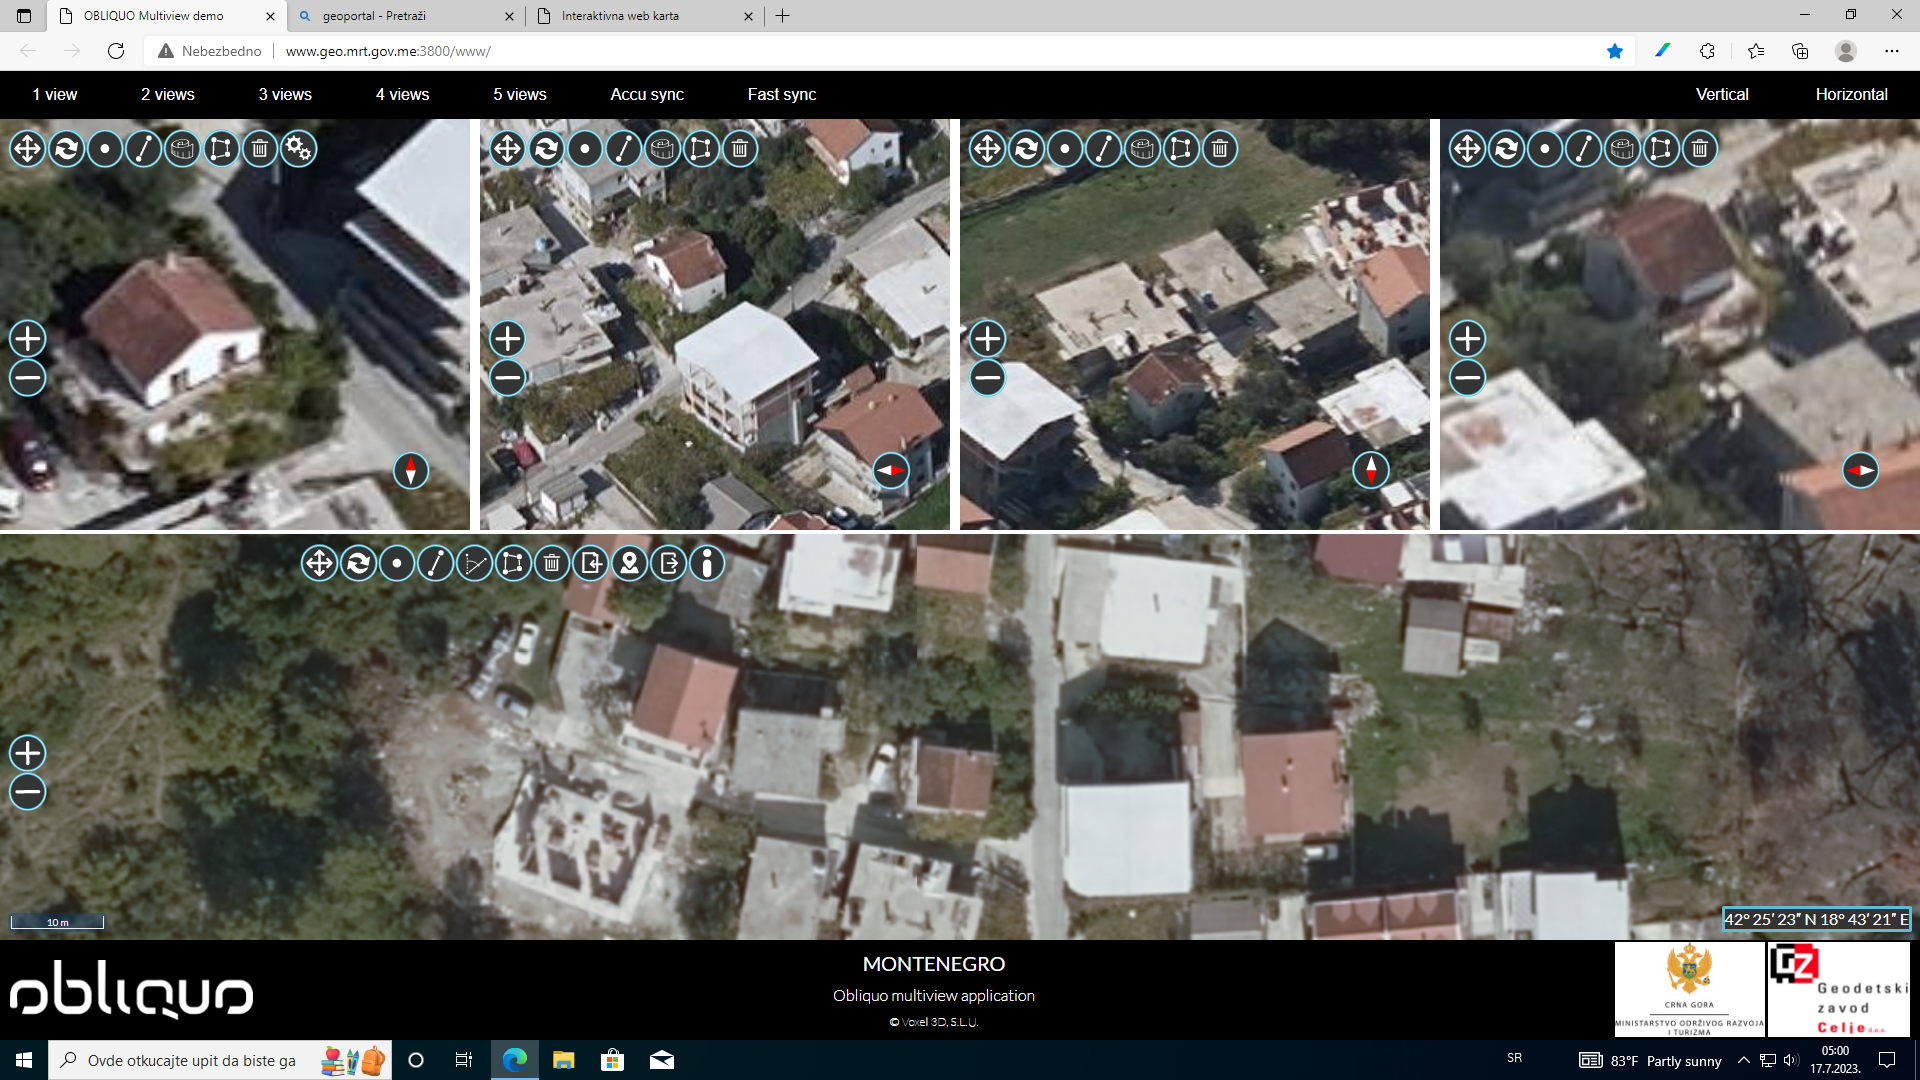 OBLIQUO Multiview demo
geoportal - Pretraži
Interaktivna web karta
Nebezbedno
www.geo.mrt.gov.me:3800/www/
1 view
2 views
3 views
4 views
5 views
Accu sync
Fast sync
Vertical
Horizontal
10 m
42° 25′ 23″ N 18° 43′ 21″ E
obliquo
MONTENEGRO
Obliquo multiview application
© Voxel 3D, S.L.U.
CRNA GORA
MINISTARSTVO ODRŽIVOG RAZVOJA
I TURIZMA
GZ
Geodetski
zavod
Celje d.o.o.
Ovde otkucajte upit da biste ga
SR
83°F Partly sunny
05:00
17.7.2023.